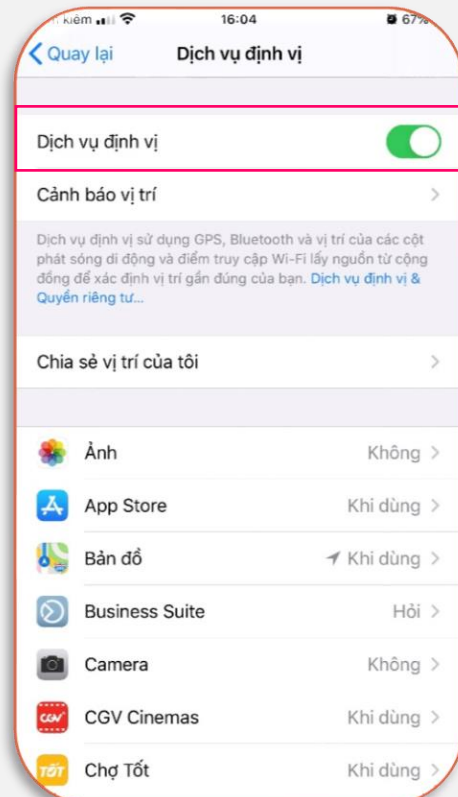 kiếm 16:04 67%
Quay lại Dịch vụ định vị
Dịch vụ định vị
Cảnh báo vị trí
Dịch vụ định vị sử dụng GPS, Bluetooth và vị trí của các cột
phát sóng di động và điểm truy cập Wi-Fi lấy nguồn từ cộng
đồng để xác định vị trí gần đúng của bạn. Dịch vụ định vị &
Quyền riêng tư...
Chia sẻ vị trí của tôi
Ảnh Không
App Store Khi dùng
Bản đồ Khi dùng
Business Suite Hỏi
Camera Không
CGV CGV Cinemas Khi dùng
TỐT Chợ Tốt Khi dùng